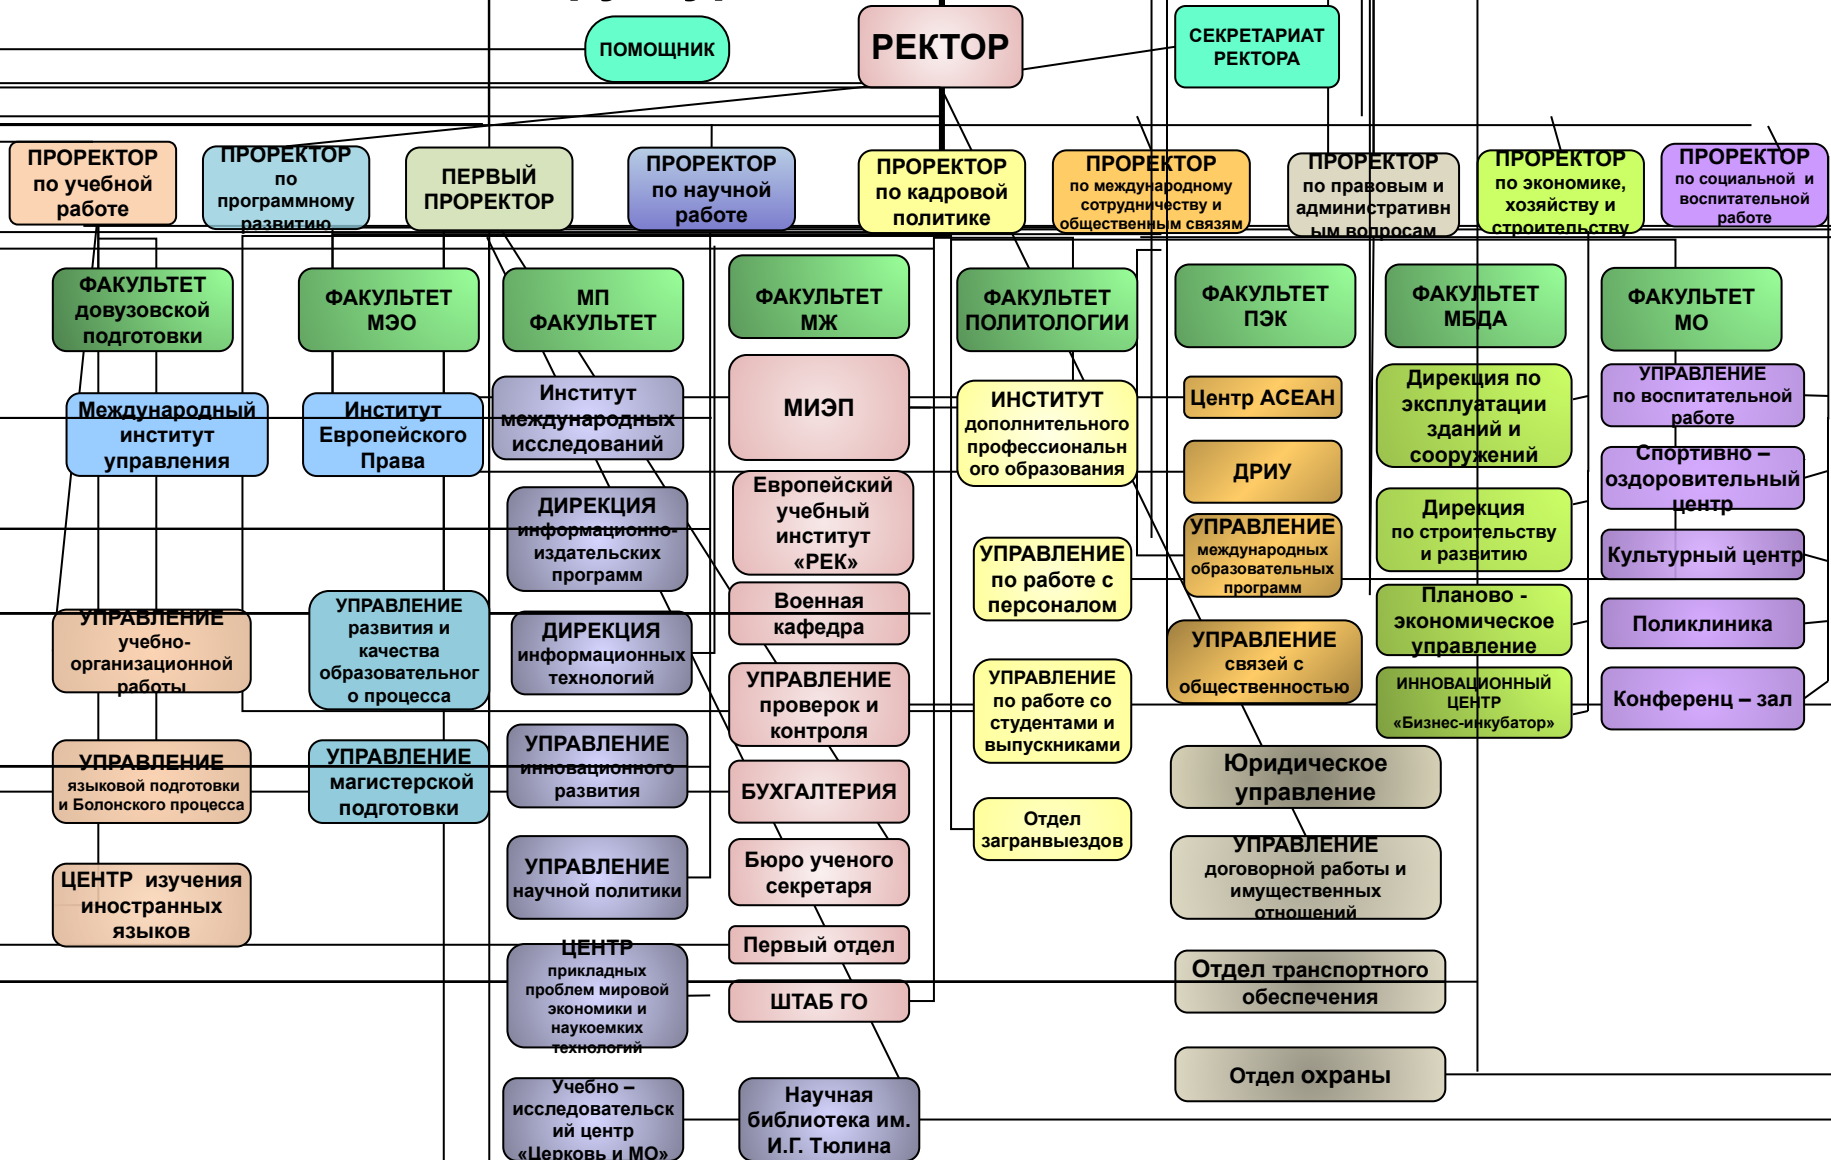 ПОМОЩНИК
РЕКТОР
СЕКРЕТАРИАТ
РЕКТОРА
ПРОРЕКТОР
по учебной
работе
ПРОРЕКТОР
по
программному
развитию
ПЕРВЫЙ
ПРОРЕКТОР
ПРОРЕКТОР
по научной
работе
ПРОРЕКТОР
по кадровой
политике
ПРОРЕКТОР
по международному
сотрудничеству и
общественным связям
ПРОРЕКТОР
по правовым и
административн
ым вопросам
ПРОРЕКТОР
по экономике,
хозяйству и
строительству
ПРОРЕКТОР
по социальной и
воспитательной
работе
ФАКУЛЬТЕТ
довузовской
подготовки
ФАКУЛЬТЕТ
МЭО
МП
ФАКУЛЬТЕТ
ФАКУЛЬТЕТ
МЖ
ФАКУЛЬТЕТ
ПОЛИТОЛОГИИ
ФАКУЛЬТЕТ
ПЭК
ФАКУЛЬТЕТ
МБДА
ФАКУЛЬТЕТ
МО
Международный
институт
управления
Институт
Европейского
Права
Институт
международных
исследований
МИЭП
ИНСТИТУТ
дополнительного
профессиональн
ого образования
Центр АСЕАН
Дирекция по
эксплуатации
зданий и
сооружений
УПРАВЛЕНИЕ
по воспитательной
работе
ДИРЕКЦИЯ
информационно-
издательских
программ
Европейский
учебный
институт
«РЕК»
ДРИУ
Дирекция
по строительству
и развитию
Спортивно –
оздоровительный
центр
УПРАВЛЕНИЕ
по работе с
персоналом
УПРАВЛЕНИЕ
международных
образовательных
программ
Культурный центр
УПРАВЛЕНИЕ
учебно-
организационной
работы
УПРАВЛЕНИЕ
развития и
качества
образовательног
о процесса
ДИРЕКЦИЯ
информационных
технологий
Военная
кафедра
УПРАВЛЕНИЕ
связей с
общественностью
Планово -
экономическое
управление
Поликлиника
УПРАВЛЕНИЕ
проверок и
контроля
УПРАВЛЕНИЕ
по работе со
студентами и
выпускниками
ИННОВАЦИОННЫЙ
ЦЕНТР
«Бизнес-инкубатор»
Конференц – зал
УПРАВЛЕНИЕ
языковой подготовки
и Болонского процесса
УПРАВЛЕНИЕ
магистерской
подготовки
УПРАВЛЕНИЕ
инновационного
развития
БУХГАЛТЕРИЯ
Отдел
загранвыездов
Юридическое
управление
ЦЕНТР изучения
иностранных
языков
УПРАВЛЕНИЕ
научной политики
Бюро ученого
секретаря
УПРАВЛЕНИЕ
договорной работы и
имущественных
отношений
ЦЕНТР
прикладных
проблем мировой
экономики и
наукоемких
технологий
Первый отдел
ШТАБ ГО
Отдел транспортного
обеспечения
Учебно –
исследовательск
ий центр
«Церковь и МО»
Научная
библиотека им.
И.Г. Тюлина
Отдел охраны